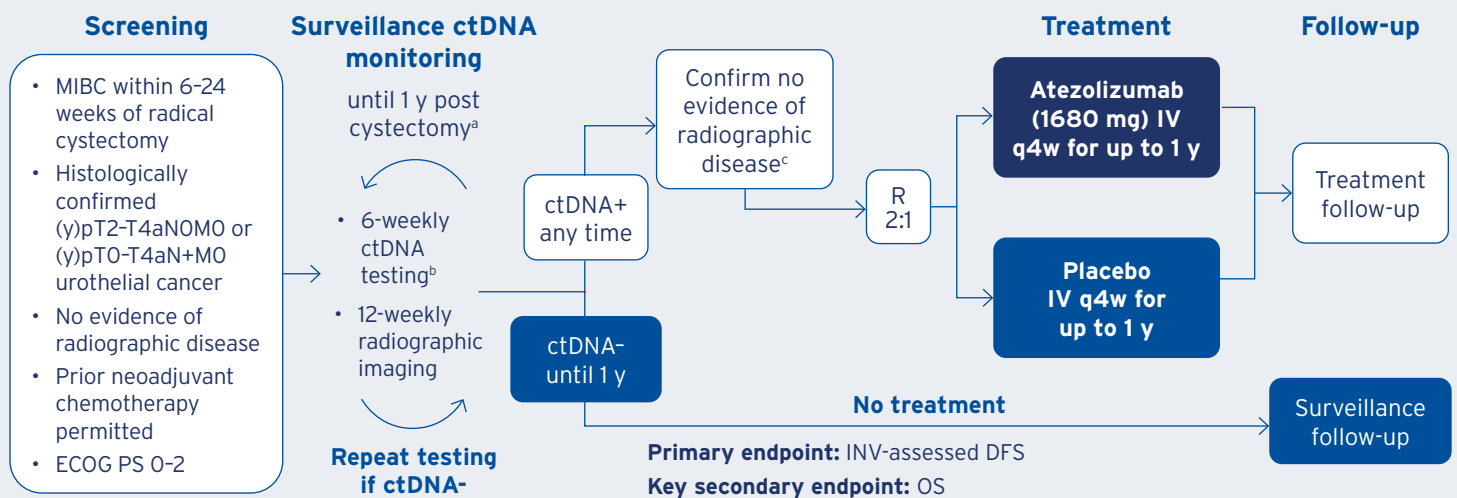 Screening
• MIBC within 6–24
weeks of radical
cystectomy
• Histologically
confirmed
(y)pT2–T4aN0M0 or
(y)pT0–T4aN+M0
urothelial cancer
• No evidence of
radiographic disease
• Prior neoadjuvant
chemotherapy
permitted
• ECOG PS 0–2
Surveillance ctDNA
monitoring
until 1 y post
cystectomyᵃ
• 6-weekly
ctDNA
testingᵇ
• 12-weekly
radiographic
imaging
Repeat testing
if ctDNA-
ctDNA+
any time
ctDNA–
until 1 y
Confirm no
evidence of
radiographic
diseaseᶜ
R
2:1
Treatment
Atezolizumab
(1680 mg) IV
q4w for up to 1 y
Placebo
IV q4w for
up to 1 y
Follow-up
Treatment
follow-up
No treatment
Surveillance
follow-up
Primary endpoint: INV-assessed DFS
Key secondary endpoint: OS